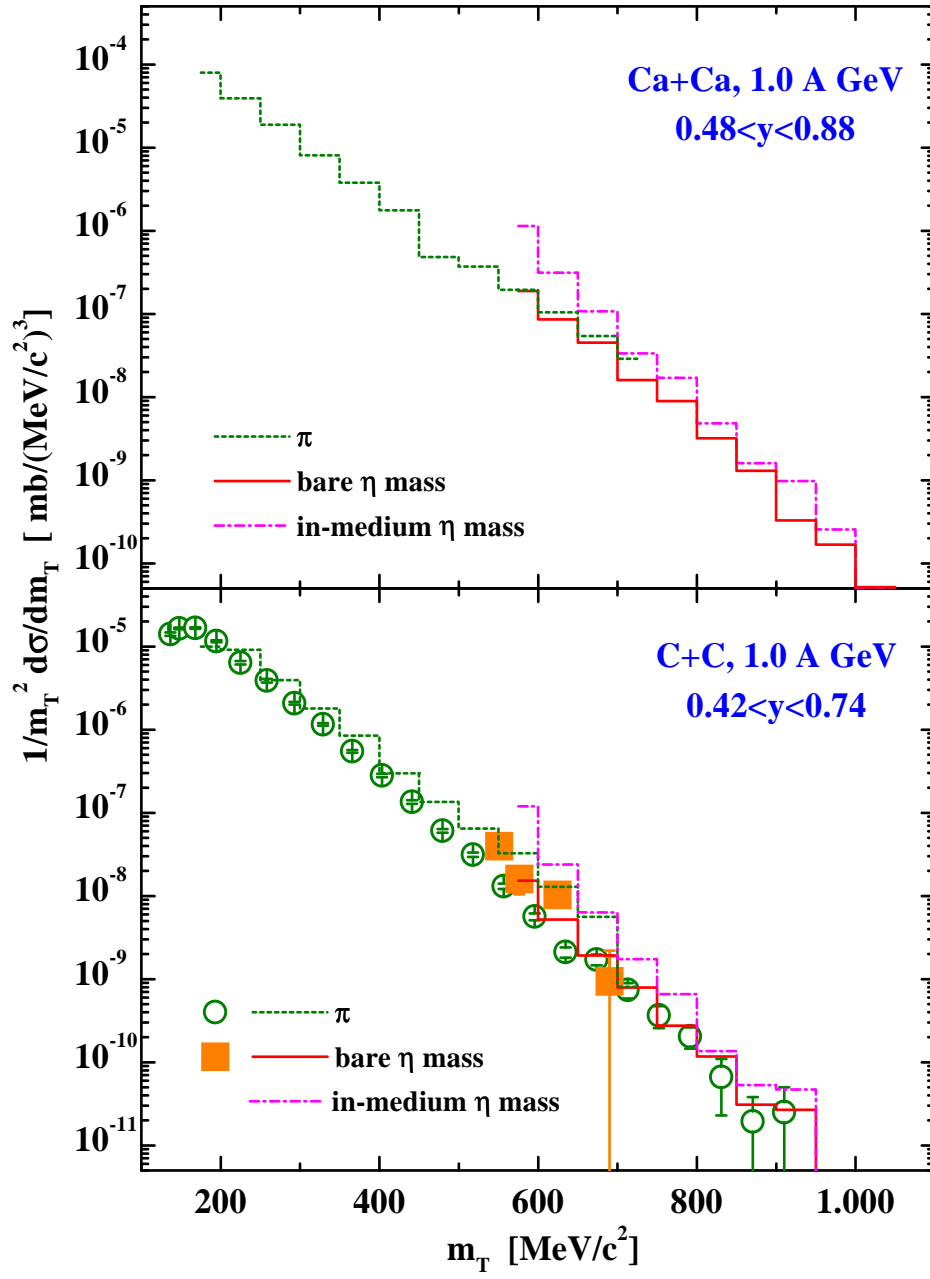 1/m_T^2 dσ/dm_T [ mb/(MeV/c^2)^3 ]
10^-4
10^-5
10^-6
10^-7
10^-8
10^-9
10^-10
Ca+Ca, 1.0 A GeV
0.48<y<0.88
π
bare η mass
in-medium η mass
10^-5
10^-6
10^-7
10^-8
10^-9
10^-10
10^-11
C+C, 1.0 A GeV
0.42<y<0.74
π
bare η mass
in-medium η mass
200 400 600 800 1.000
m_T [MeV/c^2]